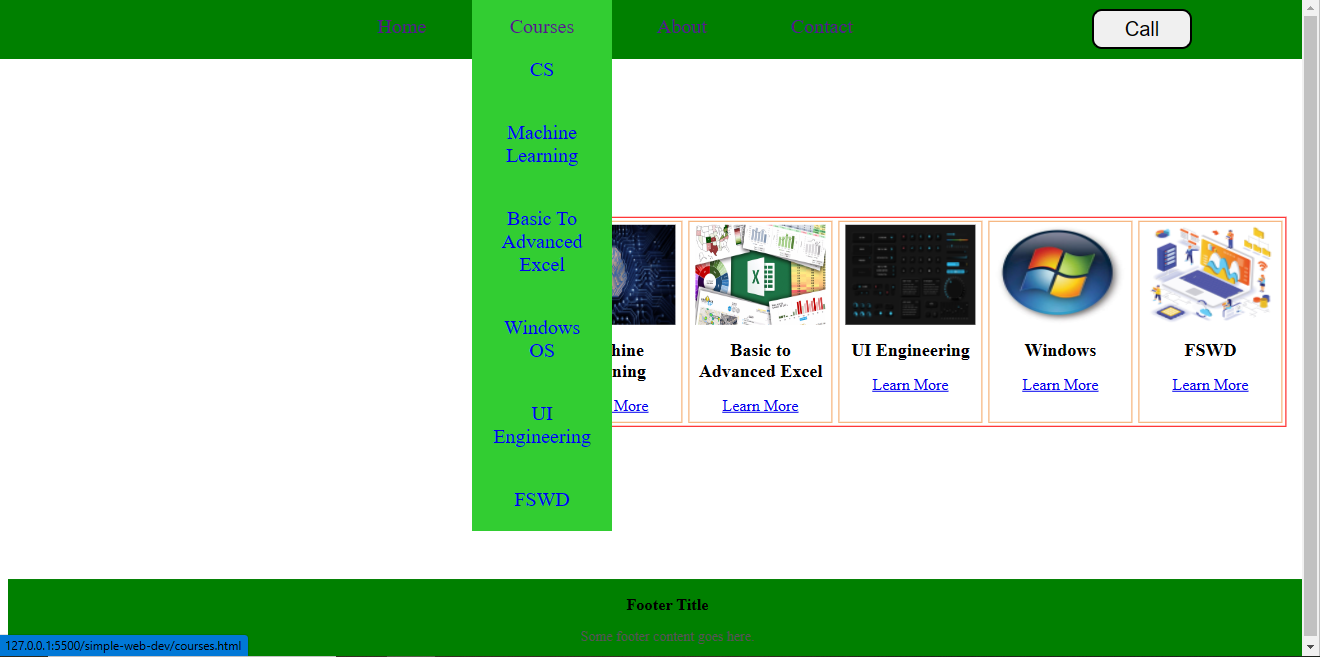 Home
Courses
About
Contact
Call
CS
Machine
Learning
Basic To
Advanced
Excel
Windows
OS
UI
Engineering
FSWD
hine
ning
More
Basic to
Advanced Excel
Learn More
UI Engineering
Learn More
Windows
Learn More
FSWD
Learn More
Footer Title
Some footer content goes here.
127.0.0.1:5500/simple-web-dev/courses.html